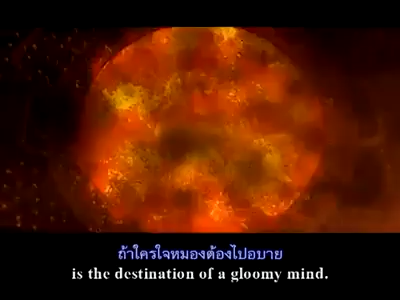 ถ้าใครใจหมองต้องไปอบาย
is the destination of a gloomy mind.